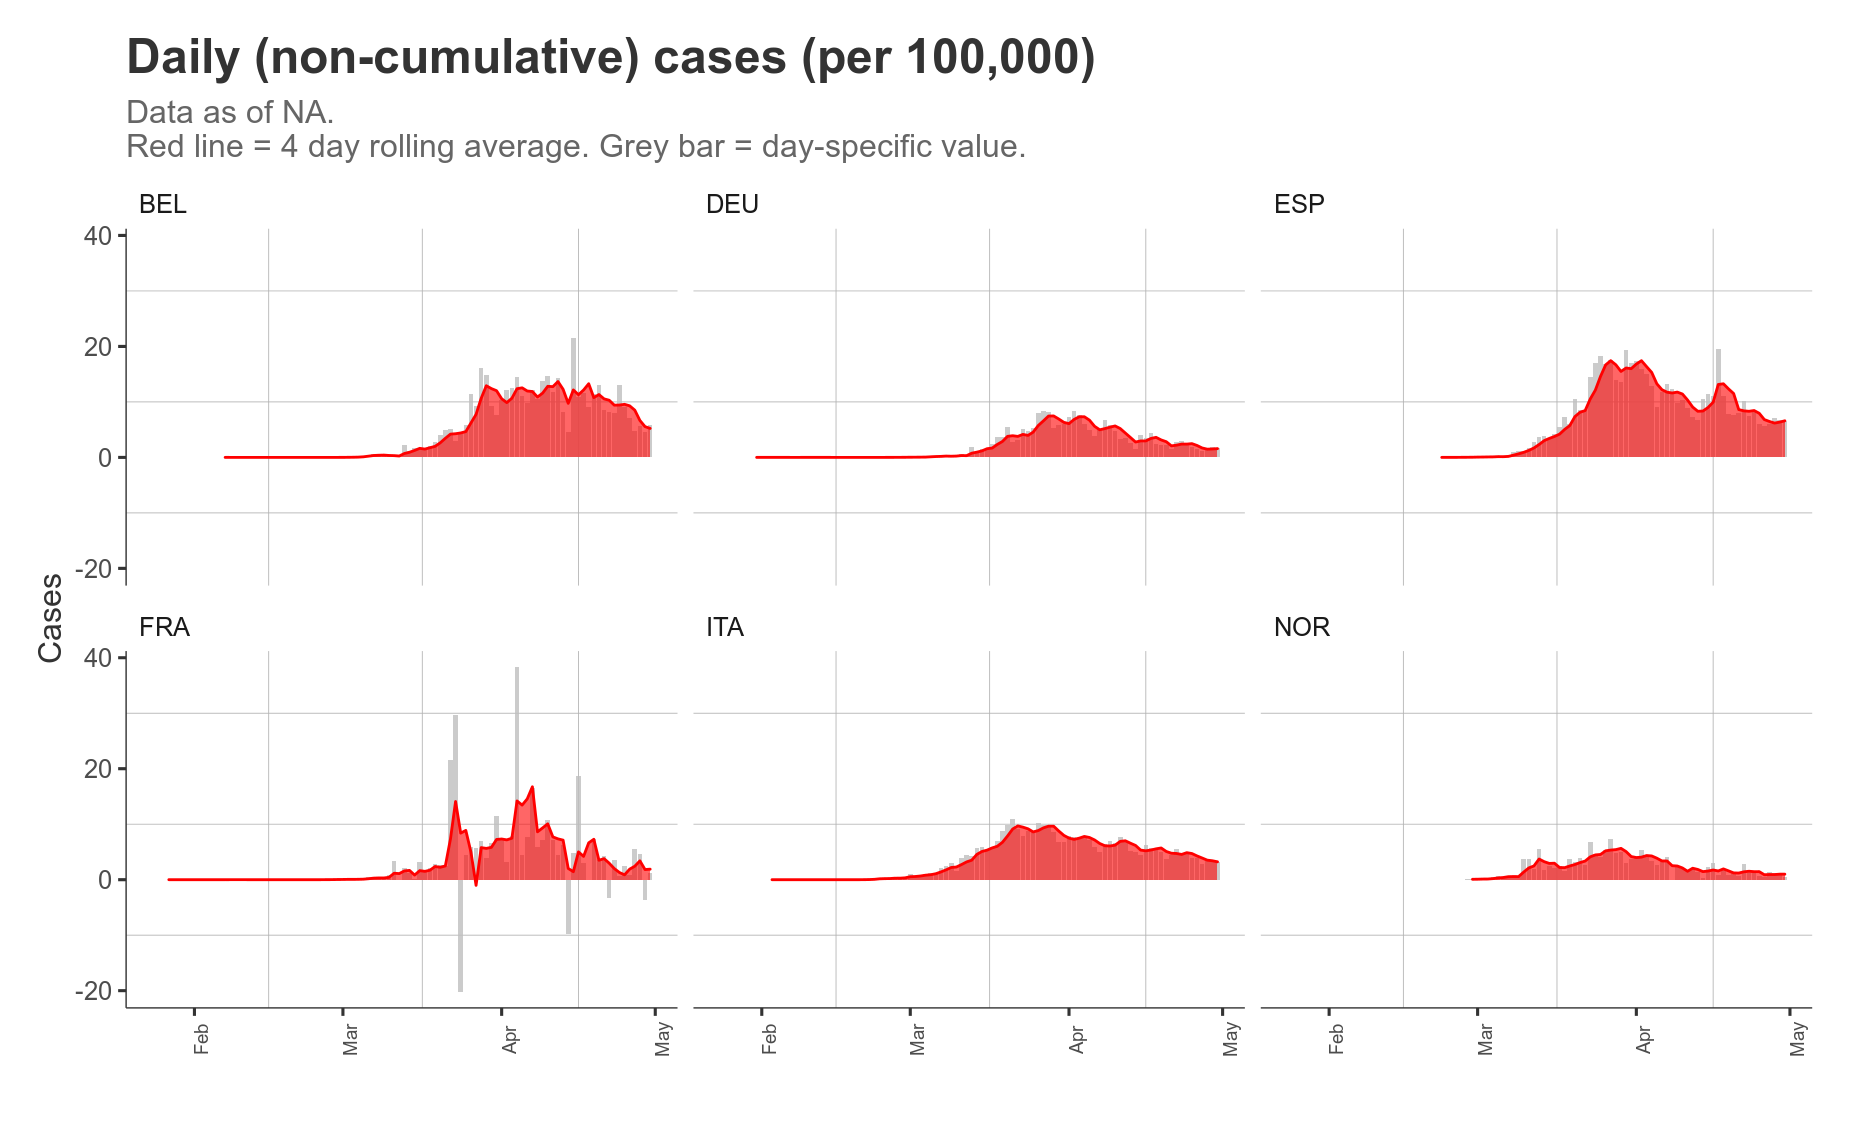 Daily (non-cumulative) cases (per 100,000)
Data as of NA.
Red line = 4 day rolling average. Grey bar = day-specific value.
BEL
DEU
ESP
40
20
0
-20
Cases
FRA
ITA
NOR
40
20
0
-20
Feb
Mar
Apr
May
Feb
Mar
Apr
May
Feb
Mar
Apr
May